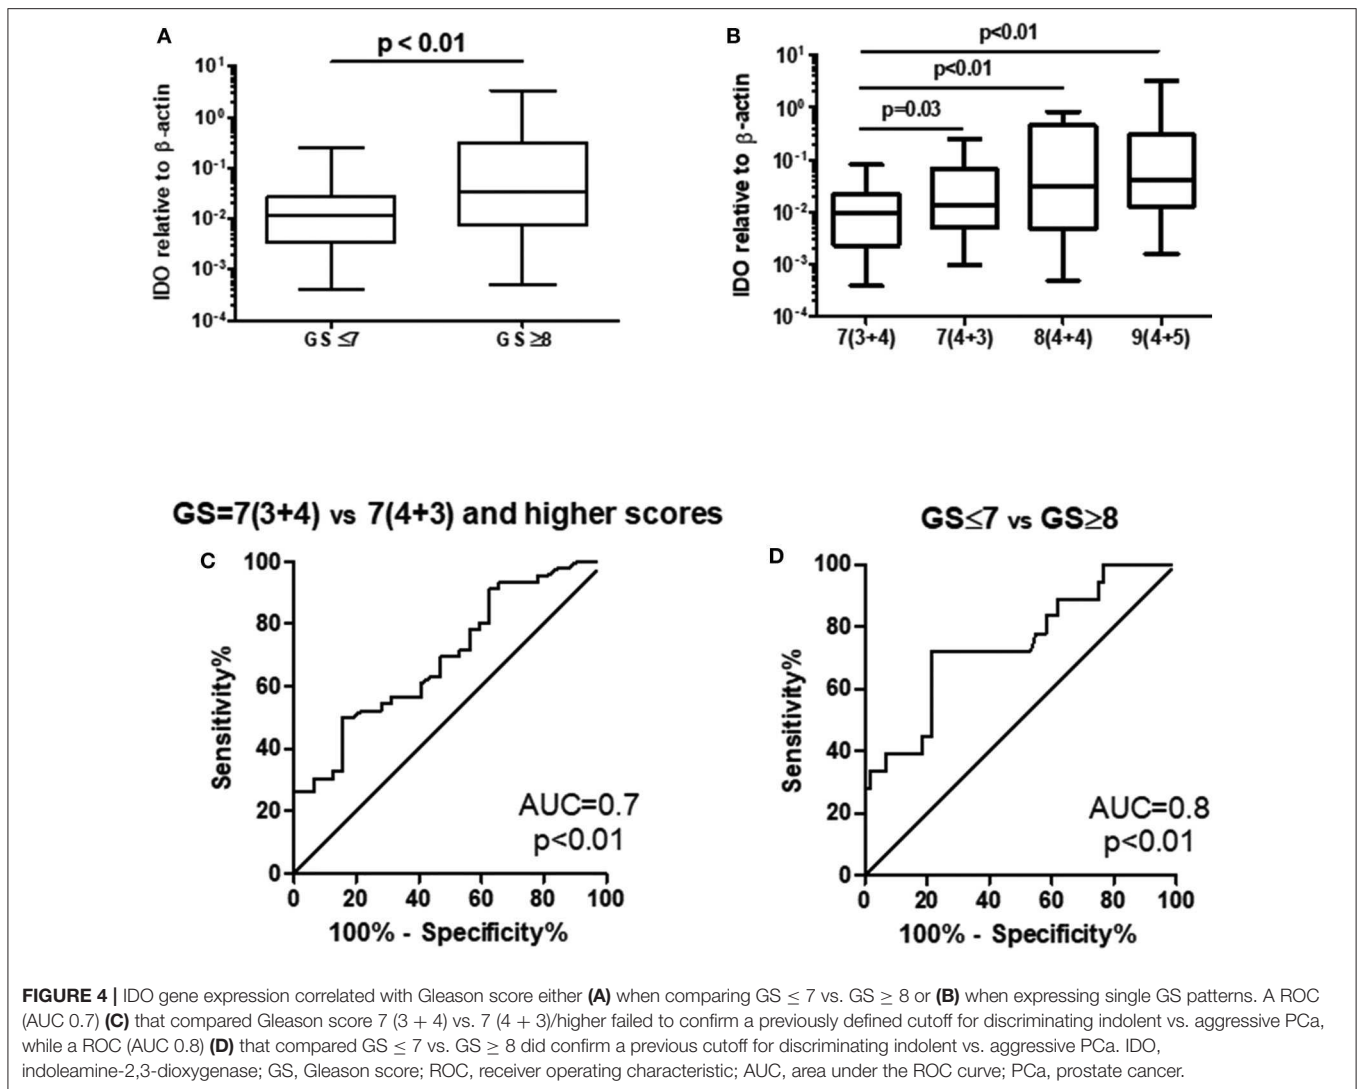 A
p < 0.01
IDO relative to β-actin
10¹
10⁰
10⁻¹
10⁻²
10⁻³
10⁻⁴
GS ≤7
GS ≥8
B
p<0.01
p<0.01
p=0.03
IDO relative to β-actin
10¹
10⁰
10⁻¹
10⁻²
10⁻³
10⁻⁴
7(3+4)
7(4+3)
8(4+4)
9(4+5)
GS=7(3+4) vs 7(4+3) and higher scores
C
Sensitivity%
100
80
60
40
20
0
AUC=0.7
p<0.01
0 20 40 60 80 100
100% - Specificity%
GS≤7 vs GS≥8
D
Sensitivity%
100
80
60
40
20
0
AUC=0.8
p<0.01
0 20 40 60 80 100
100% - Specificity%
FIGURE 4 | IDO gene expression correlated with Gleason score either (A) when comparing GS ≤ 7 vs. GS ≥ 8 or (B) when expressing single GS patterns. A ROC
(AUC 0.7) (C) that compared Gleason score 7 (3 + 4) vs. 7 (4 + 3)/higher failed to confirm a previously defined cutoff for discriminating indolent vs. aggressive PCa,
while a ROC (AUC 0.8) (D) that compared GS ≤ 7 vs. GS ≥ 8 did confirm a previous cutoff for discriminating indolent vs. aggressive PCa. IDO,
indoleamine-2,3-dioxygenase; GS, Gleason score; ROC, receiver operating characteristic; AUC, area under the ROC curve; PCa, prostate cancer.